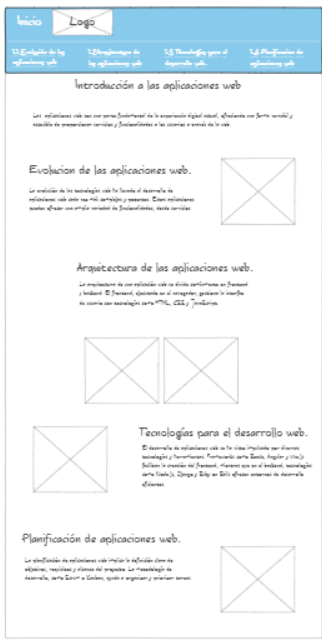 Inicio
Logo
1.1 Evolución de las
aplicaciones web.
1.2 Arquitectura de
las aplicaciones web.
1.3 Tecnologías para el
desarrollo web.
1.4 Planificación de
aplicaciones web.
Introducción a las aplicaciones web
Las aplicaciones web son una parte fundamental de la experiencia digital actual, ofreciendo una forma versátil y
accesible de proporcionar servicios y funcionalidades a los usuarios a través de la web.
Evolucion de las aplicaciones web.
La evolución de las tecnologías web ha llevado al desarrollo de
aplicaciones web cada vez más complejas y potentes. Estas aplicaciones
pueden ofrecer una amplia variedad de funcionalidades, desde servicios
Arquitectura de las aplicaciones web.
La arquitectura de una aplicación web se divide comúnmente en frontend
y backend. El frontend, ejecutado en el navegador, gestiona la interfaz
de usuario con tecnologías como HTML, CSS y JavaScript.
Tecnologías para el desarrollo web.
El desarrollo de aplicaciones web se ha visto impulsado por diversas
tecnologías y herramientas. Frameworks como React, Angular y Vue.js
facilitan la creación del frontend, mientras que en el backend, tecnologías
como Node.js, Django y Ruby on Rails ofrecen entornos de desarrollo
eficientes.
Planificación de aplicaciones web.
La planificación de aplicaciones web implica la definición clara de
objetivos, requisitos y alcance del proyecto. La metodología de
desarrollo, como Scrum o Kanban, ayuda a organizar y priorizar tareas.